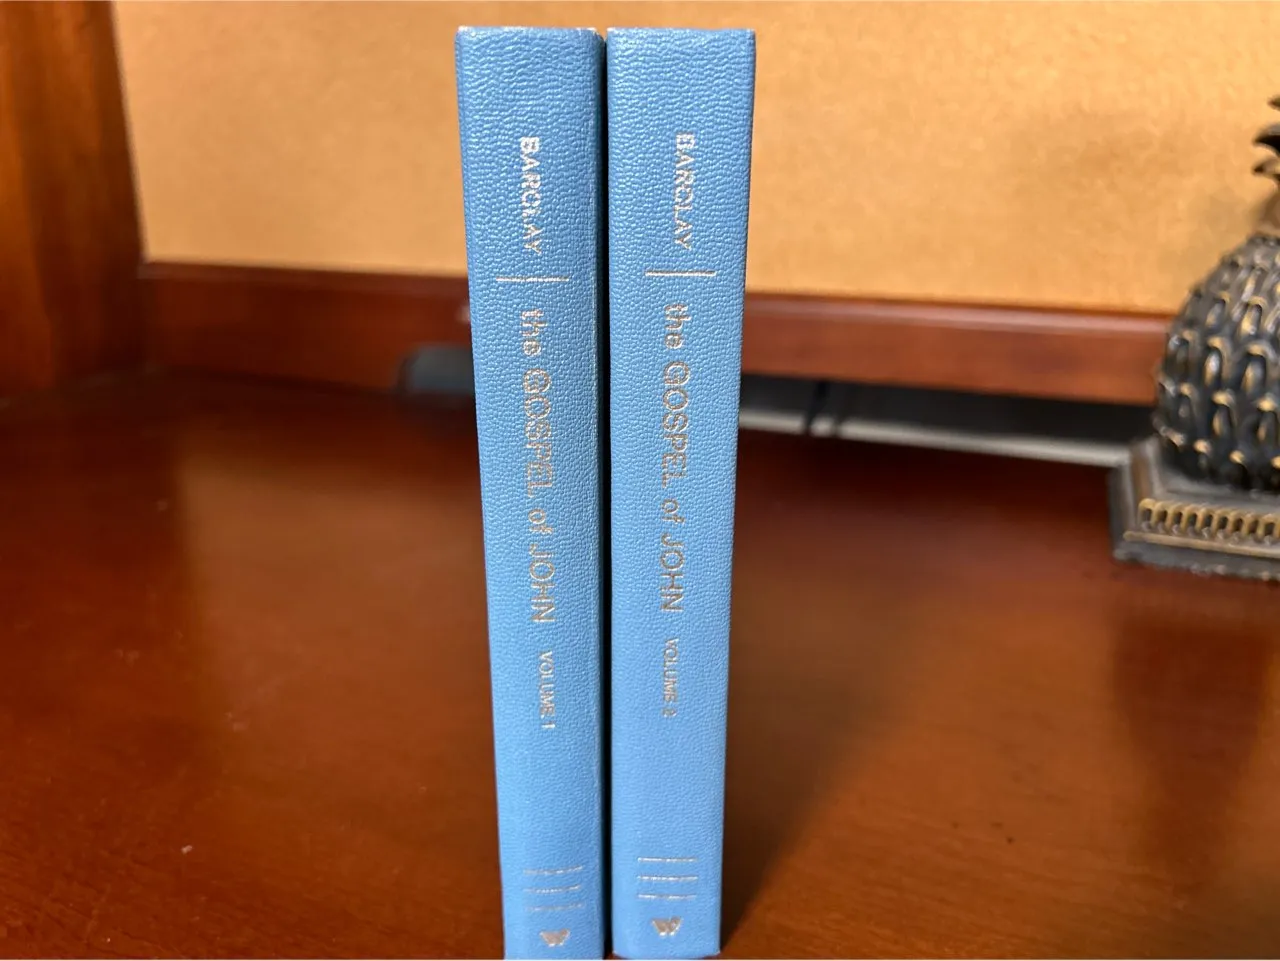 BARCLAY the GOSPEL of JOHN VOLUME 1
BARCLAY the GOSPEL of JOHN VOLUME 2